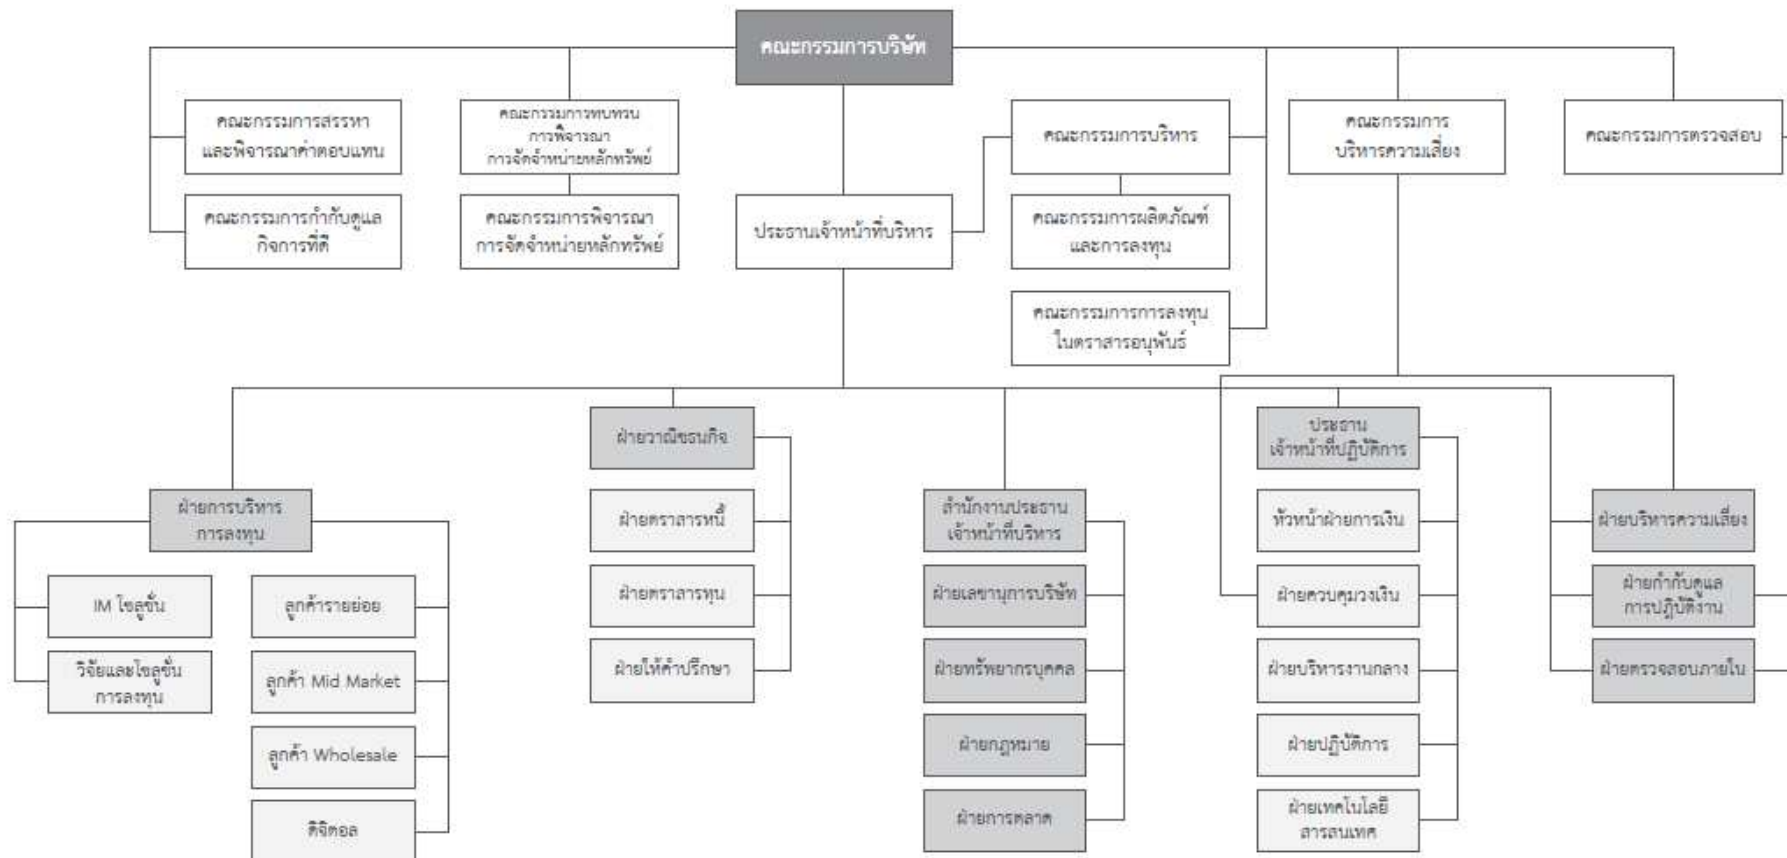 คณะกรรมการบริษัท
คณะกรรมการสรรหา
และพิจารณาค่าตอบแทน
คณะกรรมการทบทวน
การพิจารณา
การจัดจำหน่ายหลักทรัพย์
คณะกรรมการบริหาร
คณะกรรมการ
บริหารความเสี่ยง
คณะกรรมการตรวจสอบ
คณะกรรมการกำกับดูแล
กิจการที่ดี
คณะกรรมการพิจารณา
การจัดจำหน่ายหลักทรัพย์
ประธานเจ้าหน้าที่บริหาร
คณะกรรมการผลิตภัณฑ์
และการลงทุน
คณะกรรมการการลงทุน
ในตราสารอนุพันธ์
ฝ่ายการบริหาร
การลงทุน
IM โซลูชั่น
วิจัยและโซลูชั่น
การลงทุน
ลูกค้ารายย่อย
ลูกค้า Mid Market
ลูกค้า Wholesale
ดิจิตอล
ฝ่ายวาณิชธนกิจ
ฝ่ายตราสารหนี้
ฝ่ายตราสารทุน
ฝ่ายให้คำปรึกษา
สำนักงานประธาน
เจ้าหน้าที่บริหาร
ฝ่ายเลขานุการบริษัท
ฝ่ายทรัพยากรบุคคล
ฝ่ายกฎหมาย
ฝ่ายการตลาด
ประธาน
เจ้าหน้าที่ปฏิบัติการ
หัวหน้าฝ่ายการเงิน
ฝ่ายควบคุมวงเงิน
ฝ่ายบริหารงานกลาง
ฝ่ายปฏิบัติการ
ฝ่ายเทคโนโลยี
สารสนเทศ
ฝ่ายบริหารความเสี่ยง
ฝ่ายกำกับดูแล
การปฏิบัติงาน
ฝ่ายตรวจสอบภายใน